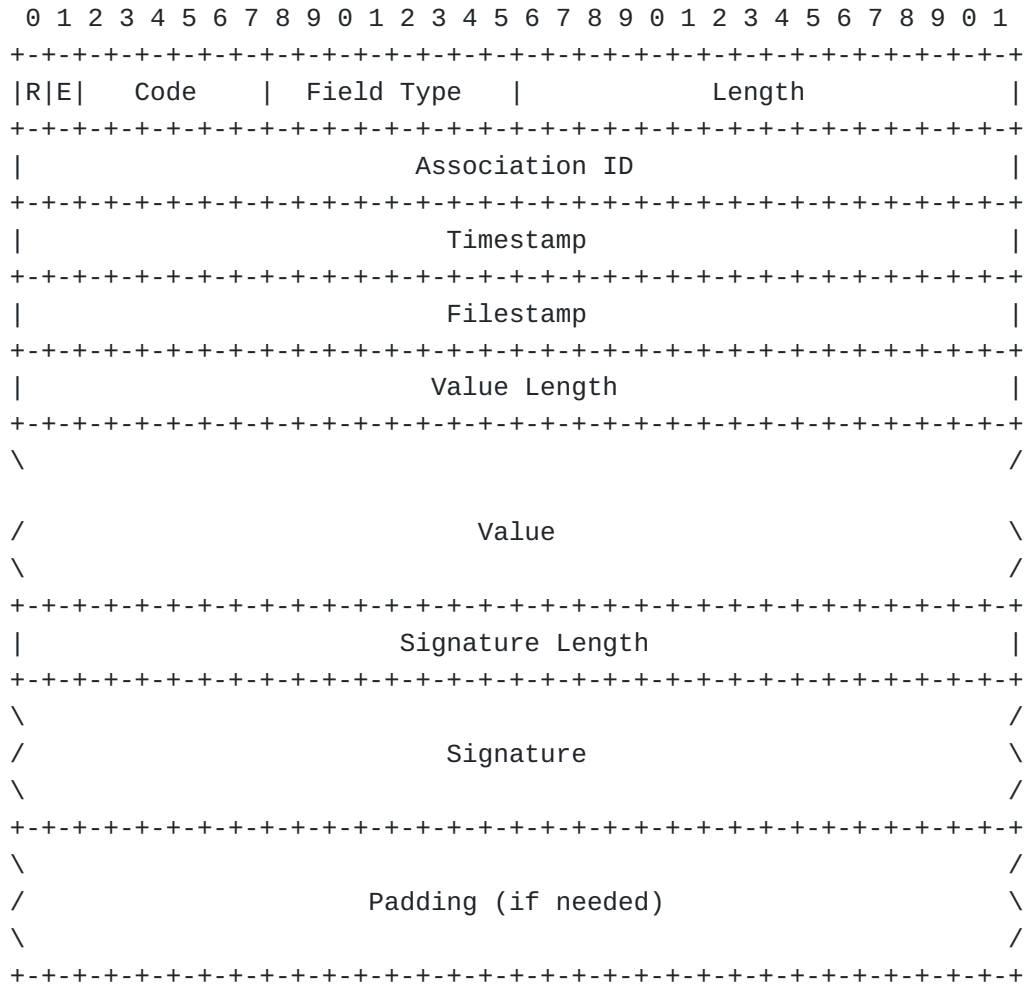 0 1 2 3 4 5 6 7 8 9 0 1 2 3 4 5 6 7 8 9 0 1 2 3 4 5 6 7 8 9 0 1
+-+-+-+-+-+-+-+-+-+-+-+-+-+-+-+-+-+-+-+-+-+-+-+-+-+-+-+-+-+-+-+-+
|R|E|   Code    |  Field Type   |            Length             |
+-+-+-+-+-+-+-+-+-+-+-+-+-+-+-+-+-+-+-+-+-+-+-+-+-+-+-+-+-+-+-+-+
|                         Association ID                        |
+-+-+-+-+-+-+-+-+-+-+-+-+-+-+-+-+-+-+-+-+-+-+-+-+-+-+-+-+-+-+-+-+
|                           Timestamp                           |
+-+-+-+-+-+-+-+-+-+-+-+-+-+-+-+-+-+-+-+-+-+-+-+-+-+-+-+-+-+-+-+-+
|                           Filestamp                           |
+-+-+-+-+-+-+-+-+-+-+-+-+-+-+-+-+-+-+-+-+-+-+-+-+-+-+-+-+-+-+-+-+
|                          Value Length                         |
+-+-+-+-+-+-+-+-+-+-+-+-+-+-+-+-+-+-+-+-+-+-+-+-+-+-+-+-+-+-+-+-+
\                                                               /

/                             Value                             \
\                                                               /
+-+-+-+-+-+-+-+-+-+-+-+-+-+-+-+-+-+-+-+-+-+-+-+-+-+-+-+-+-+-+-+-+
|                        Signature Length                       |
+-+-+-+-+-+-+-+-+-+-+-+-+-+-+-+-+-+-+-+-+-+-+-+-+-+-+-+-+-+-+-+-+
\                                                               /
/                           Signature                           \
\                                                               /
+-+-+-+-+-+-+-+-+-+-+-+-+-+-+-+-+-+-+-+-+-+-+-+-+-+-+-+-+-+-+-+-+
\                                                               /
/                      Padding (if needed)                      \
\                                                               /
+-+-+-+-+-+-+-+-+-+-+-+-+-+-+-+-+-+-+-+-+-+-+-+-+-+-+-+-+-+-+-+-+